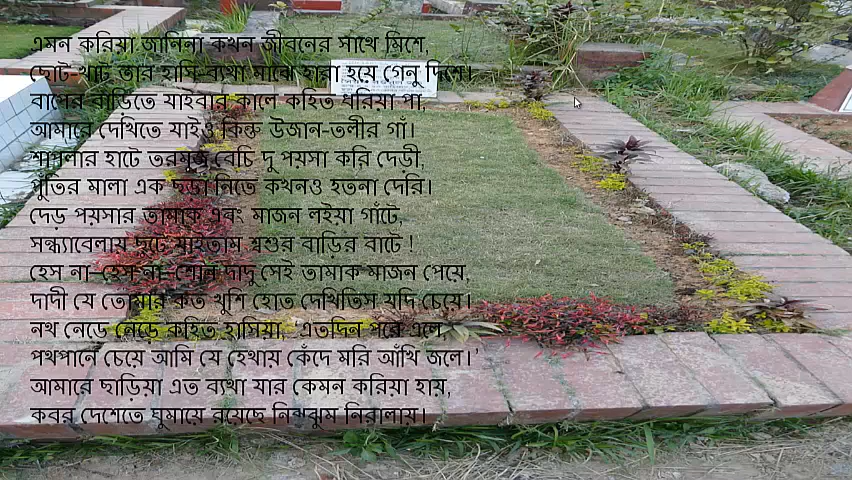 এমন করিয়া জানিনা কখন জীবনের সাথে মিশে,
ছোট-খাট তার হাসি-ব্যথা মাঝে হারা হয়ে গেনু দিশে।
বাপের বাড়িতে যাইবার কালে কহিত ধরিয়া পা,
আমারে দেখিতে যাইও কিন্তু উজান-তলীর গাঁ।
শাপলার হাটে তরমুজ বেচি দু পয়সা করি দেড়ী,
পুঁতির মালা এক ছড়া নিতে কখনও হতনা দেরি।
দেড় পয়সার তামাক এবং মাজন লইয়া গাঁটে,
সন্ধ্যাবেলায় ছুটে যাইতাম শ্বশুর বাড়ির বাটে !
হেস না–হেস না–শোন দাদু সেই তামাক মাজন পেয়ে,
দাদী যে তোমার কত খুশি হোত দেখিতিস যদি চেয়ে।
নথ নেড়ে নেড়ে কহিত হাসিয়া, ‘এতদিন পরে এলে,
পথপানে চেয়ে আমি যে হেথায় কেঁদে মরি আঁখি জলে।’
আমারে ছাড়িয়া এত ব্যথা যার কেমন করিয়া হায়,
কবর দেশেতে ঘুমায়ে রয়েছে নিঝঝুম নিরালায়।